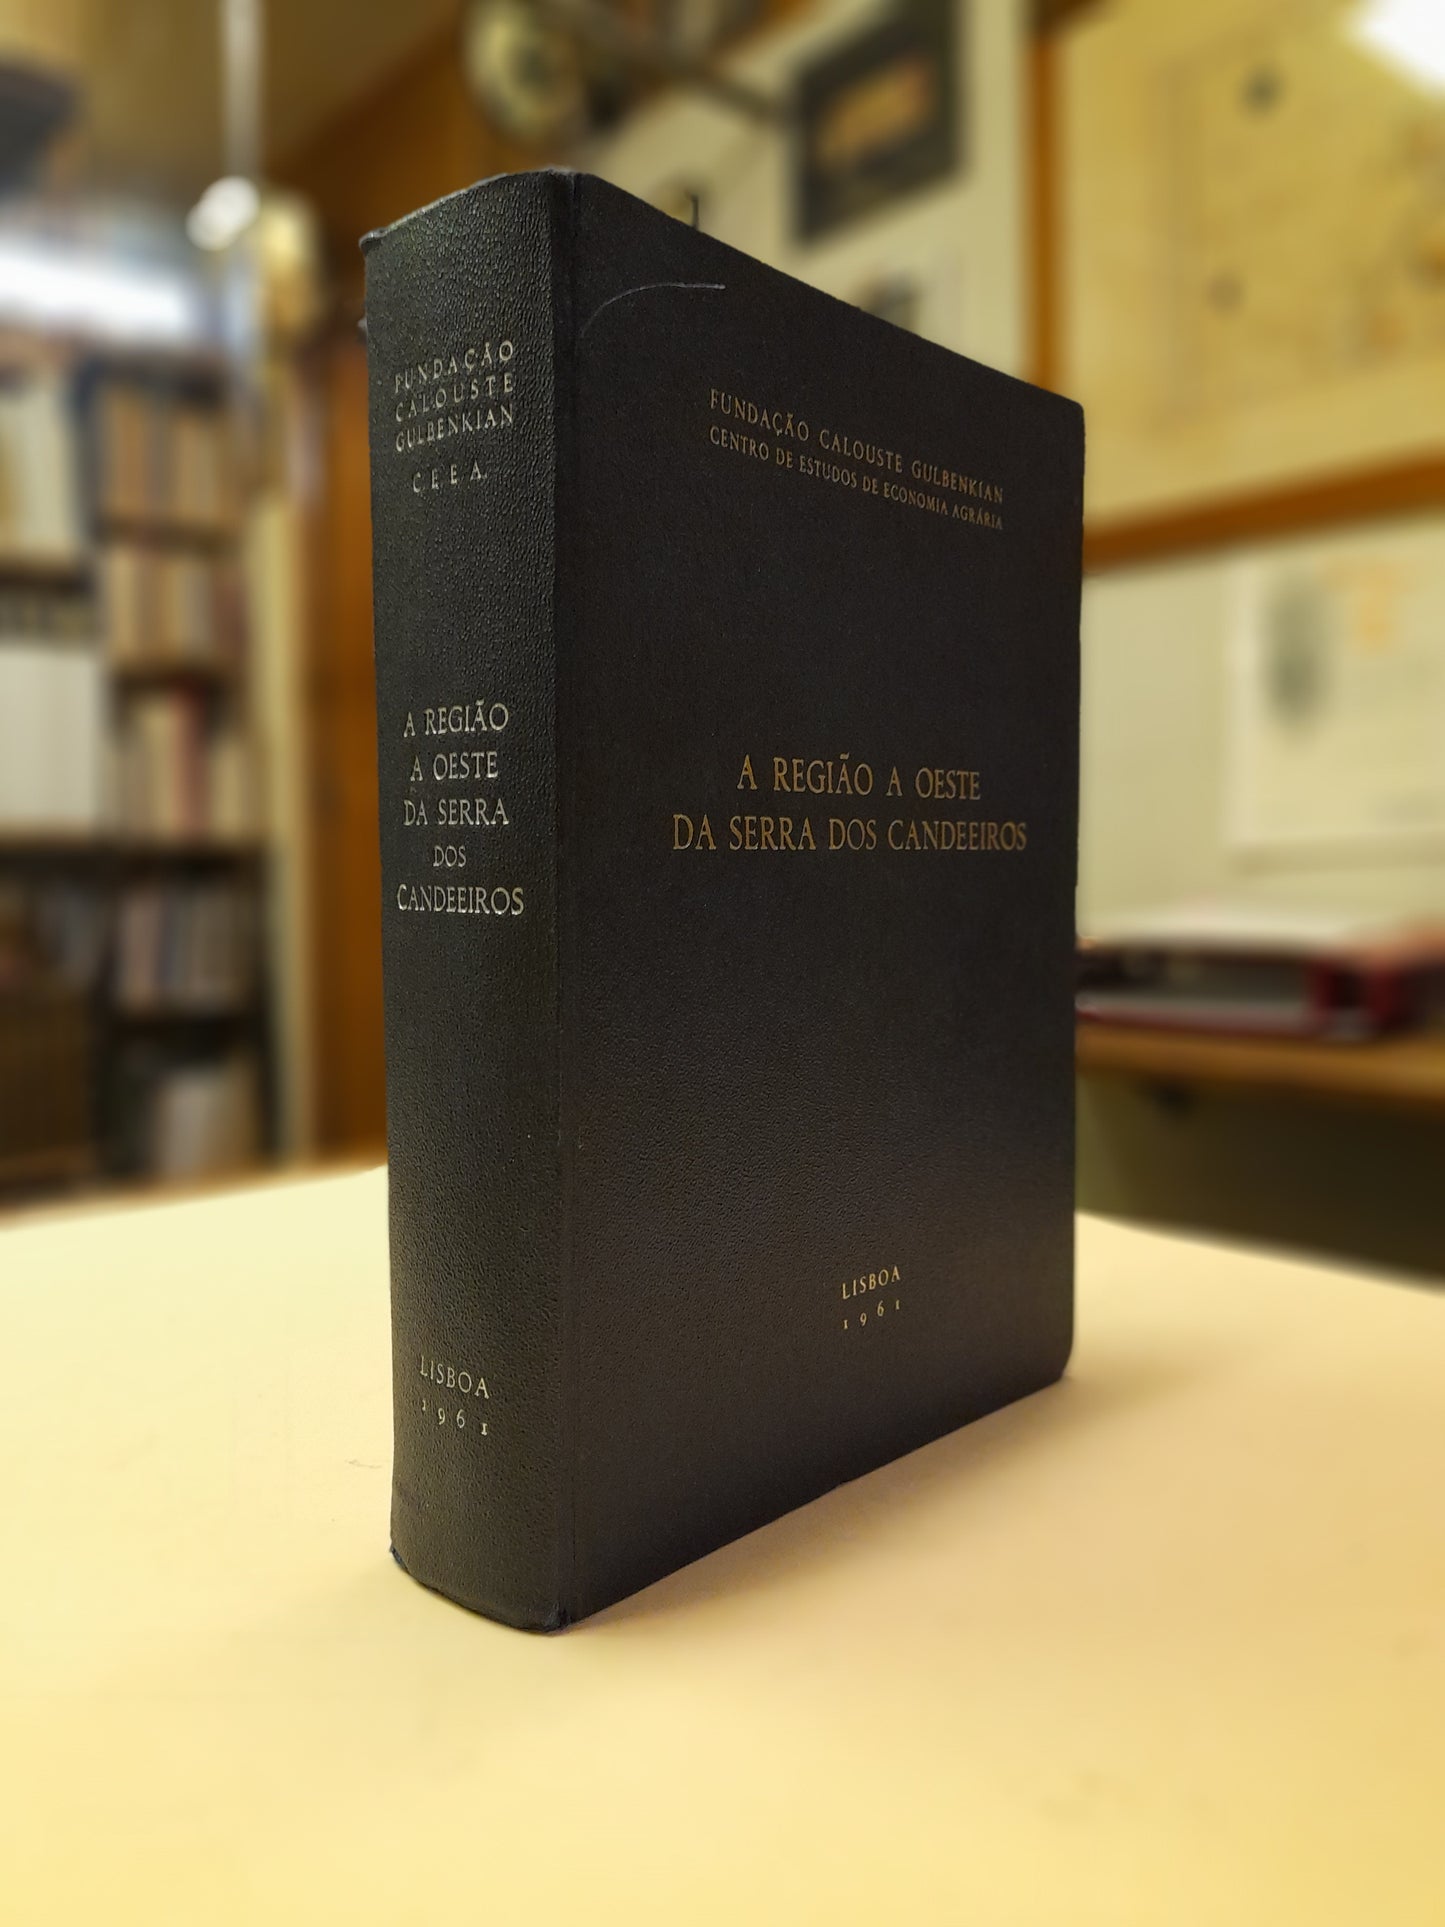 FUNDAÇÃO
CALOUSTE
GULBENKIAN
C.E.E.A.
A REGIÃO
A OESTE
DA SERRA
DOS
CANDEEIROS
LISBOA
1961
FUNDAÇÃO CALOUSTE GULBENKIAN
CENTRO DE ESTUDOS DE ECONOMIA AGRÁRIA
A REGIÃO A OESTE
DA SERRA DOS CANDEEIROS
LISBOA
1961